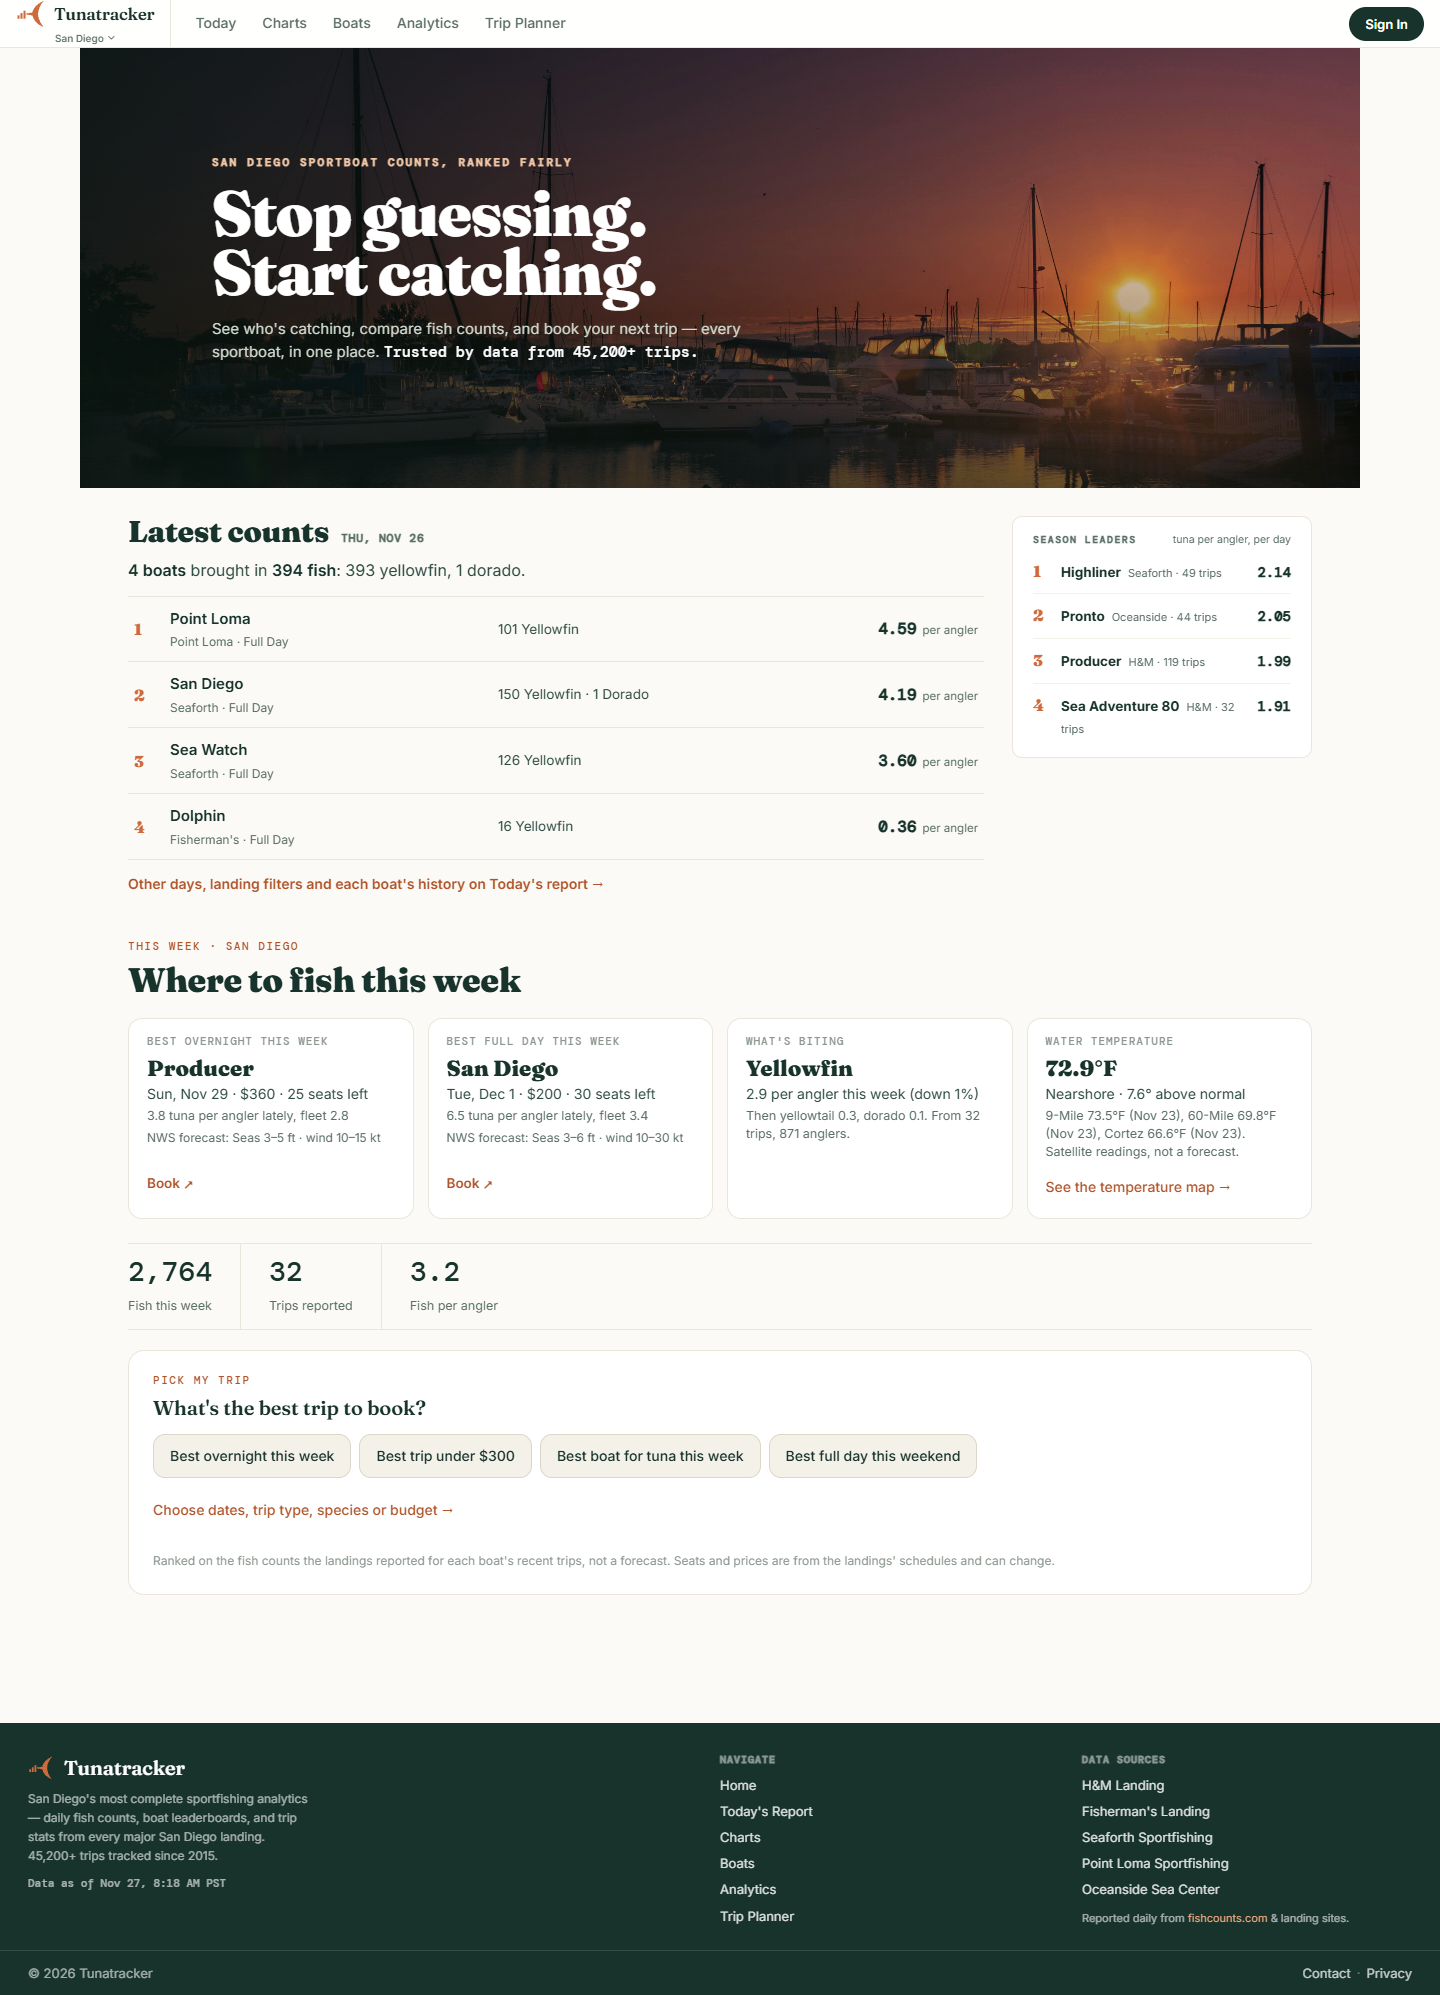 Tunatracker
San Diego
Today
Charts
Boats
Analytics
Trip Planner
Sign In
SAN DIEGO SPORTBOAT COUNTS, RANKED FAIRLY
Stop guessing.
Start catching.
See who's catching, compare fish counts, and book your next trip — every
sportboat, in one place. Trusted by data from 45,200+ trips.
Latest counts THU, NOV 26
4 boats brought in 394 fish: 393 yellowfin, 1 dorado.
1
Point Loma
Point Loma · Full Day
101 Yellowfin
4.59 per angler
2
San Diego
Seaforth · Full Day
150 Yellowfin · 1 Dorado
4.19 per angler
3
Sea Watch
Seaforth · Full Day
126 Yellowfin
3.60 per angler
4
Dolphin
Fisherman's · Full Day
16 Yellowfin
0.36 per angler
Other days, landing filters and each boat's history on Today's report →
SEASON LEADERS tuna per angler, per day
1 Highliner Seaforth · 49 trips 2.14
2 Pronto Oceanside · 44 trips 2.05
3 Producer H&M · 119 trips 1.99
4 Sea Adventure 80 H&M · 32 1.91
trips
THIS WEEK · SAN DIEGO
Where to fish this week
BEST OVERNIGHT THIS WEEK
Producer
Sun, Nov 29 · $360 · 25 seats left
3.8 tuna per angler lately, fleet 2.8
NWS forecast: Seas 3–5 ft · wind 10–15 kt
Book ↗
BEST FULL DAY THIS WEEK
San Diego
Tue, Dec 1 · $200 · 30 seats left
6.5 tuna per angler lately, fleet 3.4
NWS forecast: Seas 3–6 ft · wind 10–30 kt
Book ↗
WHAT'S BITING
Yellowfin
2.9 per angler this week (down 1%)
Then yellowtail 0.3, dorado 0.1. From 32
trips, 871 anglers.
WATER TEMPERATURE
72.9°F
Nearshore · 7.6° above normal
9-Mile 73.5°F (Nov 23), 60-Mile 69.8°F
(Nov 23), Cortez 66.6°F (Nov 23).
Satellite readings, not a forecast.
See the temperature map →
2,764
Fish this week
32
Trips reported
3.2
Fish per angler
PICK MY TRIP
What's the best trip to book?
Best overnight this week
Best trip under $300
Best boat for tuna this week
Best full day this weekend
Choose dates, trip type, species or budget →
Ranked on the fish counts the landings reported for each boat's recent trips, not a forecast. Seats and prices are from the landings' schedules and can change.
Tunatracker
San Diego's most complete sportfishing analytics
— daily fish counts, boat leaderboards, and trip
stats from every major San Diego landing.
45,200+ trips tracked since 2015.
Data as of Nov 27, 8:18 AM PST
NAVIGATE
Home
Today's Report
Charts
Boats
Analytics
Trip Planner
DATA SOURCES
H&M Landing
Fisherman's Landing
Seaforth Sportfishing
Point Loma Sportfishing
Oceanside Sea Center
Reported daily from fishcounts.com & landing sites.
© 2026 Tunatracker
Contact · Privacy